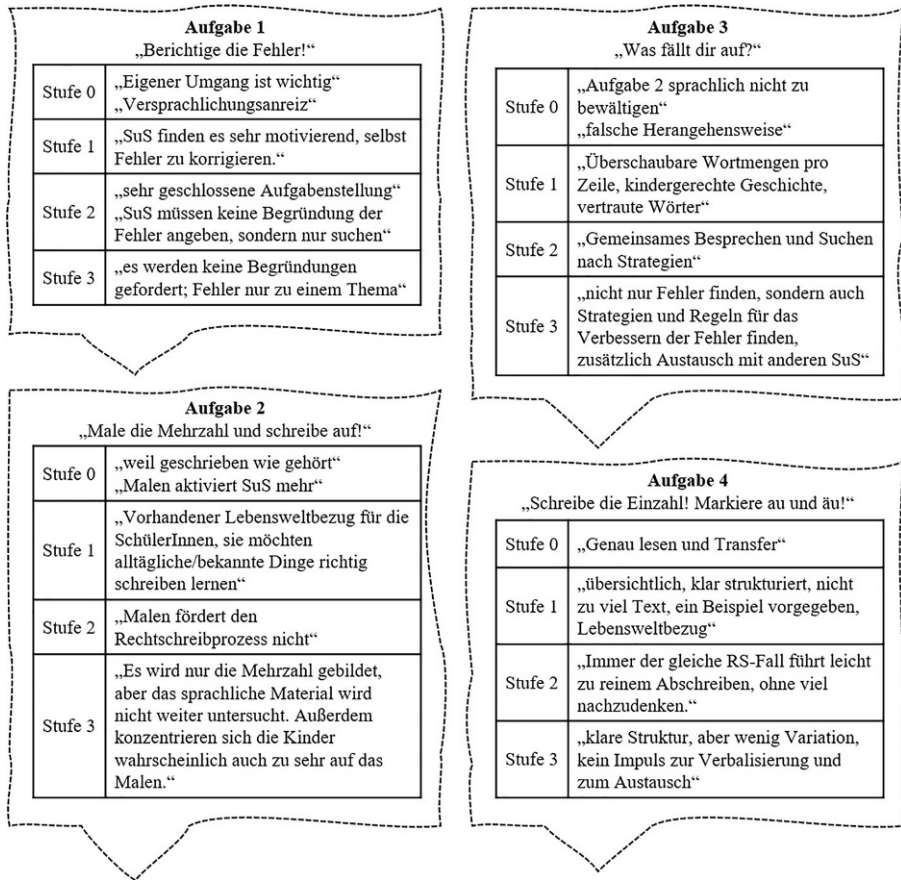 Aufgabe 1
„Berichtige die Fehler!“
Stufe 0
„Eigener Umgang ist wichtig“
„Versprachlichungsanreiz“
Stufe 1
„SuS finden es sehr motivierend, selbst
Fehler zu korrigieren.“
Stufe 2
„sehr geschlossene Aufgabenstellung“
„SuS müssen keine Begründung der
Fehler angeben, sondern nur suchen“
Stufe 3
„es werden keine Begründungen
gefordert; Fehler nur zu einem Thema“
Aufgabe 2
„Male die Mehrzahl und schreibe auf!“
Stufe 0
„weil geschrieben wie gehört“
„Malen aktiviert SuS mehr“
Stufe 1
„Vorhandener Lebensweltbezug für die
SchülerInnen, sie möchten
alltägliche/bekannte Dinge richtig
schreiben lernen“
Stufe 2
„Malen fördert den
Rechtschreibprozess nicht“
Stufe 3
„Es wird nur die Mehrzahl gebildet,
aber das sprachliche Material wird
nicht weiter untersucht. Außerdem
konzentrieren sich die Kinder
wahrscheinlich auch zu sehr auf das
Malen.“
Aufgabe 3
„Was fällt dir auf?“
Stufe 0
„Aufgabe 2 sprachlich nicht zu
bewältigen“
„falsche Herangehensweise“
Stufe 1
„Überschaubare Wortmengen pro
Zeile, kindergerechte Geschichte,
vertraute Wörter“
Stufe 2
„Gemeinsames Besprechen und Suchen
nach Strategien“
Stufe 3
„nicht nur Fehler finden, sondern auch
Strategien und Regeln für das
Verbessern der Fehler finden,
zusätzlich Austausch mit anderen SuS“
Aufgabe 4
„Schreibe die Einzahl! Markiere au und äu!“
Stufe 0
„Genau lesen und Transfer“
Stufe 1
„übersichtlich, klar strukturiert, nicht
zu viel Text, ein Beispiel vorgegeben,
Lebensweltbezug“
Stufe 2
„Immer der gleiche RS-Fall führt leicht
zu reinem Abschreiben, ohne viel
nachzudenken.“
Stufe 3
„klare Struktur, aber wenig Variation,
kein Impuls zur Verbalisierung und
zum Austausch“